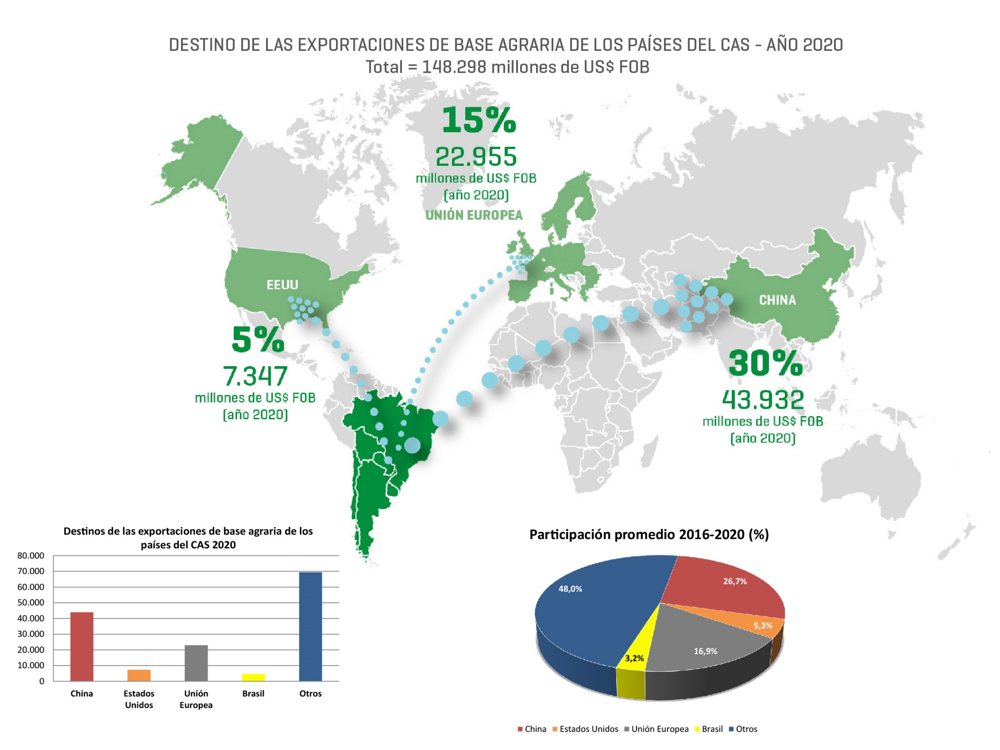 DESTINO DE LAS EXPORTACIONES DE BASE AGRARIA DE LOS PAÍSES DEL CAS - AÑO 2020
Total = 148.298 millones de US$ FOB
15%
22.955
millones de US$ FOB
(año 2020)
UNIÓN EUROPEA
EEUU
CHINA
5%
7.347
millones de US$ FOB
(año 2020)
30%
43.932
millones de US$ FOB
(año 2020)
Destinos de las exportaciones de base agraria de los
países del CAS 2020
80.000
70.000
60.000
50.000
40.000
30.000
20.000
10.000
0
China
Estados
Unidos
Unión
Europea
Brasil
Otros
Participación promedio 2016-2020 (%)
48,0%
26,7%
5,3%
16,9%
3,2%
China
Estados Unidos
Unión Europea
Brasil
Otros